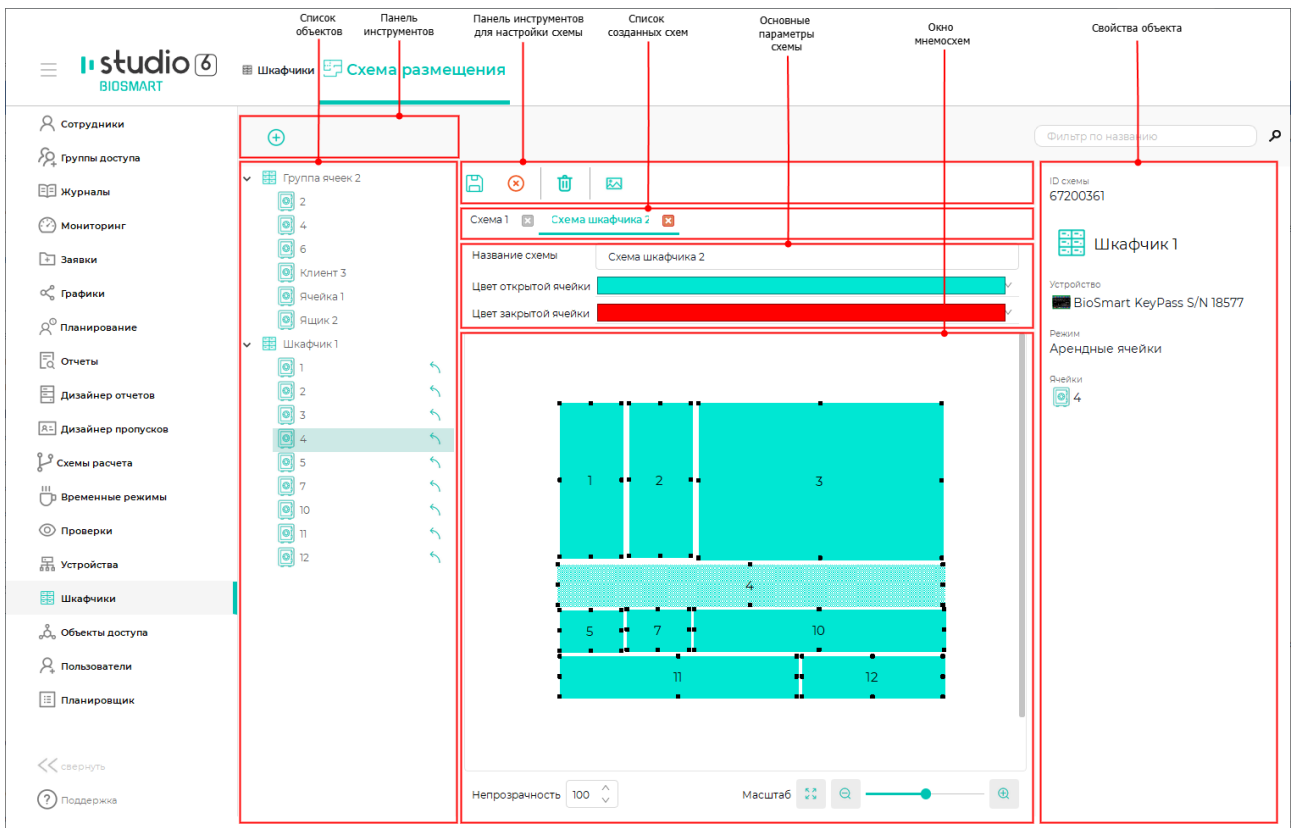 Список объектов
Панель инструментов
Панель инструментов для настройки схемы
Список созданных схем
Основные параметры схемы
Окно мнемосхем
Свойства объекта
studio 6
BIOSMART
Шкафчики
Схема размещения
Сотрудники
Группы доступа
Журналы
Мониторинг
Заявки
Графики
Планирование
Отчеты
Дизайнер отчетов
Дизайнер пропусков
Схемы расчета
Временные режимы
Проверки
Устройства
Шкафчики
Объекты доступа
Пользователи
Планировщик
свернуть
Поддержка
Фильтр по названию
Группа ячеек 2
2
4
6
Клиент 3
Ячейка 1
Ящик 2
Шкафчик 1
1
2
3
4
5
7
10
11
12
Схема 1
Схема шкафчика 2
Название схемы
Схема шкафчика 2
Цвет открытой ячейки
Цвет закрытой ячейки
1
2
3
4
5
7
10
11
12
Непрозрачность 100
Масштаб
ID схемы
67200361
Шкафчик 1
Устройство
BioSmart KeyPass S/N 18577
Режим
Арендные ячейки
Ячейки
4